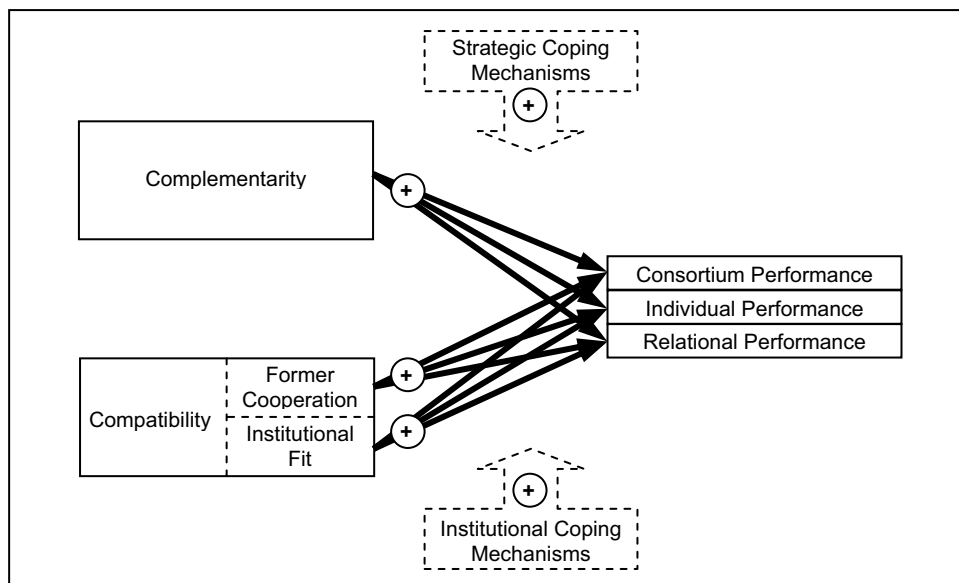 Strategic Coping
Mechanisms
+
Complementarity
+
Consortium Performance
Individual Performance
Relational Performance
Compatibility
Former
Cooperation
+
Institutional
Fit
+
+
Institutional Coping
Mechanisms